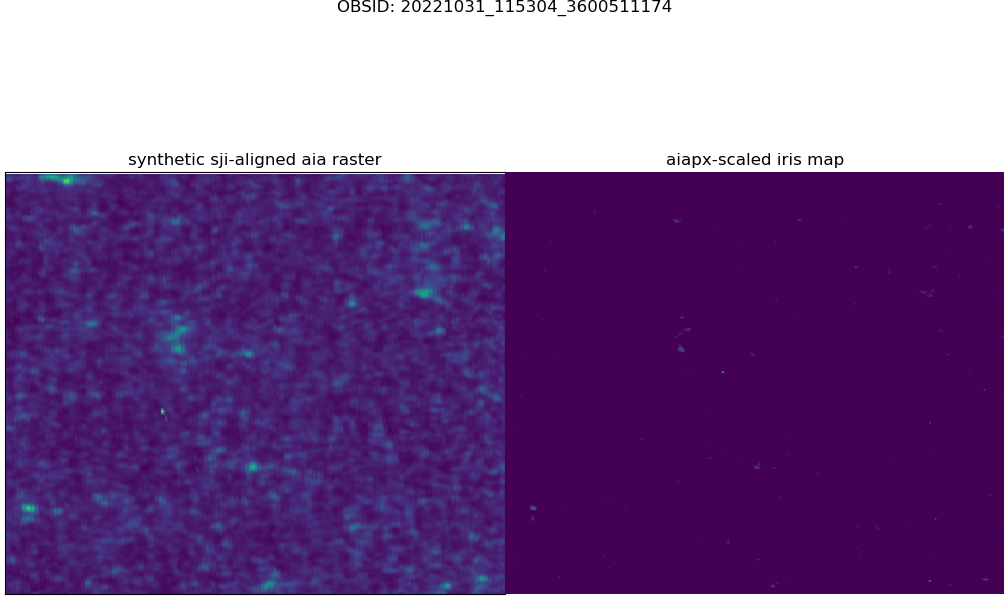 OBSID: 20221031_115304_3600511174
synthetic sji-aligned aia raster
aiapx-scaled iris map